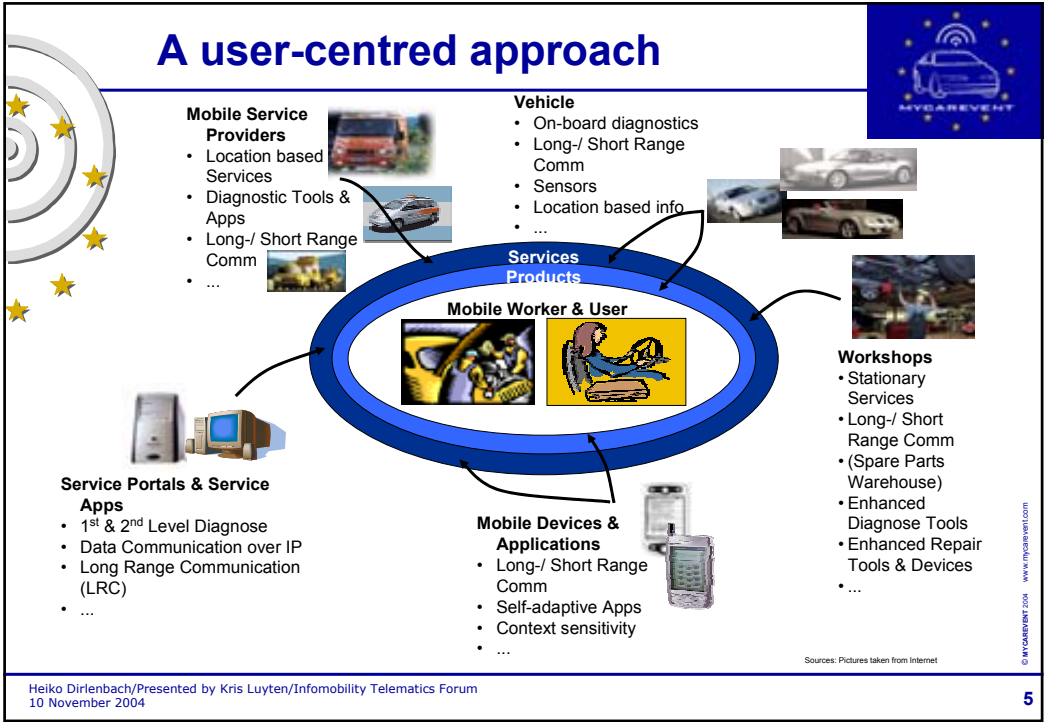 A user-centred approach
MYCAREVENT
Mobile Service
Providers
• Location based
Services
• Diagnostic Tools &
Apps
• Long-/ Short Range
Comm
• ...
Vehicle
• On-board diagnostics
• Long-/ Short Range
Comm
• Sensors
• Location based info
• ...
Services
Products
Mobile Worker & User
Workshops
• Stationary
Services
• Long-/ Short
Range Comm
• (Spare Parts
Warehouse)
• Enhanced
Diagnose Tools
• Enhanced Repair
Tools & Devices
• ...
Service Portals & Service
Apps
• 1st & 2nd Level Diagnose
• Data Communication over IP
• Long Range Communication
(LRC)
• ...
Mobile Devices &
Applications
• Long-/ Short Range
Comm
• Self-adaptive Apps
• Context sensitivity
• ...
Sources: Pictures taken from Internet
© MYCAREVENT 2004 www.mycarevent.com
Heiko Dirlenbach/Presented by Kris Luyten/Infomobility Telematics Forum
10 November 2004
5